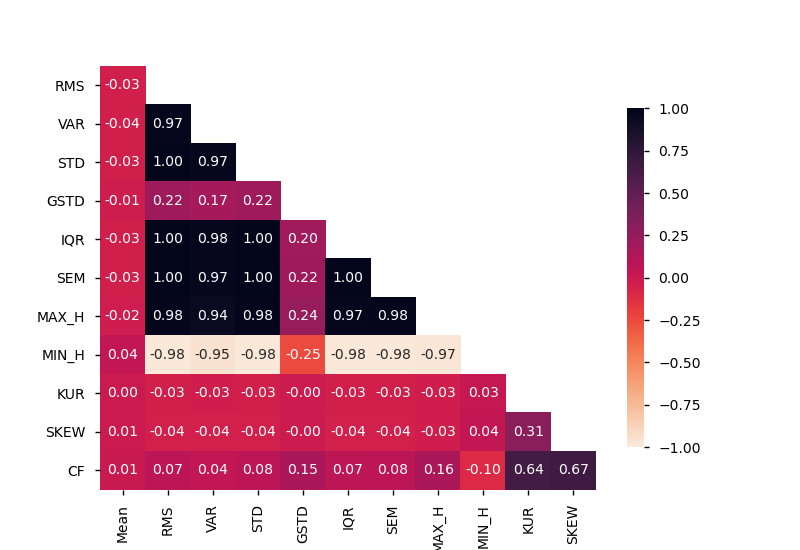 RMS -0.03
VAR -0.04 0.97
STD -0.03 1.00 0.97
GSTD -0.01 0.22 0.17 0.22
IQR -0.03 1.00 0.98 1.00 0.20
SEM -0.03 1.00 0.97 1.00 0.22 1.00
MAX_H -0.02 0.98 0.94 0.98 0.24 0.97 0.98
MIN_H 0.04 -0.98 -0.95 -0.98 -0.25 -0.98 -0.98 -0.97
KUR 0.00 -0.03 -0.03 -0.03 -0.00 -0.03 -0.03 -0.03 0.03
SKEW 0.01 -0.04 -0.04 -0.04 -0.00 -0.04 -0.04 -0.03 0.04 0.31
CF 0.01 0.07 0.04 0.08 0.15 0.07 0.08 0.16 -0.10 0.64 0.67
Mean RMS VAR STD GSTD IQR SEM MAX_H MIN_H KUR SKEW
1.00
0.75
0.50
0.25
0.00
−0.25
−0.50
−0.75
−1.00